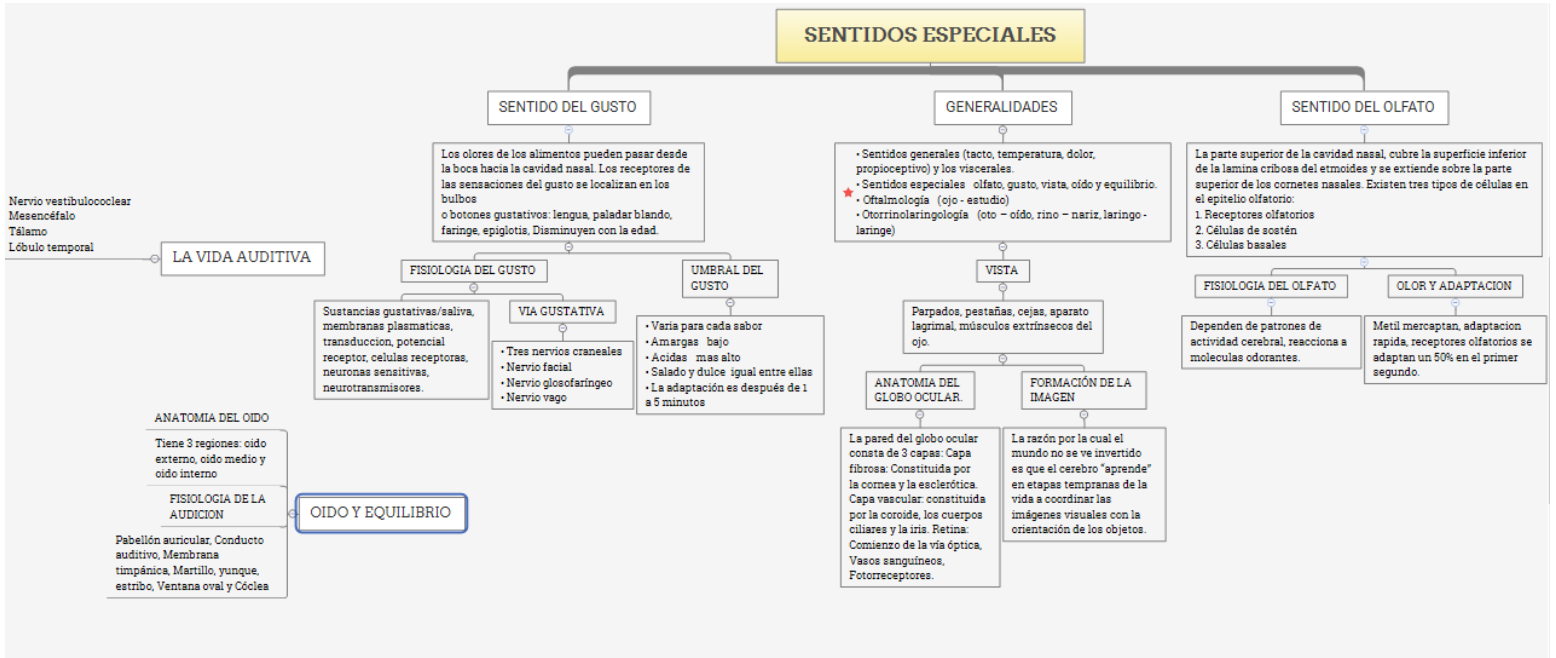 SENTIDOS ESPECIALES
SENTIDO DEL GUSTO
Los olores de los alimentos pueden pasar desde
la boca hacia la cavidad nasal. Los receptores de
las sensaciones del gusto se localizan en los
bulbos
o botones gustativos: lengua, paladar blando,
faringe, epiglotis, Disminuyen con la edad.
FISIOLOGIA DEL GUSTO
Sustancias gustativas/saliva,
membranas plasmaticas,
transduccion, potencial
receptor, celulas receptoras,
neuronas sensitivas,
neurotransmisores.
VIA GUSTATIVA
• Tres nervios craneales
• Nervio facial
• Nervio glosofaríngeo
• Nervio vago
UMBRAL DEL
GUSTO
• Varia para cada sabor
• Amargas bajo
• Acidas mas alto
• Salado y dulce igual entre ellas
• La adaptación es después de 1
a 5 minutos
GENERALIDADES
• Sentidos generales (tacto, temperatura, dolor,
propioceptivo) y los viscerales.
• Sentidos especiales olfato, gusto, vista, oído y equilibrio.
• Oftalmología (ojo - estudio)
• Otorrinolaringología (oto – oído, rino – nariz, laringo -
laringe)
VISTA
Parpados, pestañas, cejas, aparato
lagrimal, músculos extrínsecos del
ojo.
ANATOMIA DEL
GLOBO OCULAR.
La pared del globo ocular
consta de 3 capas: Capa
fibrosa: Constituida por
la cornea y la esclerótica.
Capa vascular: constituida
por la coroide, los cuerpos
ciliares y la iris. Retina:
Comienzo de la vía óptica,
Vasos sanguíneos,
Fotorreceptores.
FORMACIÓN DE LA
IMAGEN
La razón por la cual el
mundo no se ve invertido
es que el cerebro “aprende”
en etapas tempranas de la
vida a coordinar las
imágenes visuales con la
orientación de los objetos.
SENTIDO DEL OLFATO
La parte superior de la cavidad nasal, cubre la superficie inferior
de la lamina cribosa del etmoides y se extiende sobre la parte
superior de los cornetes nasales. Existen tres tipos de células en
el epitelio olfatorio:
1. Receptores olfatorios
2. Células de sostén
3. Células basales
FISIOLOGIA DEL OLFATO
Dependen de patrones de
actividad cerebral, reacciona a
moleculas odorantes.
OLOR Y ADAPTACION
Metil mercaptan, adaptacion
rapida, receptores olfatorios se
adaptan un 50% en el primer
segundo.
Nervio vestibulococlear
Mesencéfalo
Tálamo
Lóbulo temporal
LA VIDA AUDITIVA
ANATOMIA DEL OIDO
Tiene 3 regiones: oido
externo, oido medio y
oido interno
FISIOLOGIA DE LA
AUDICION
Pabellón auricular, Conducto
auditivo, Membrana
timpánica, Martillo, yunque,
estribo, Ventana oval y Cóclea
OIDO Y EQUILIBRIO